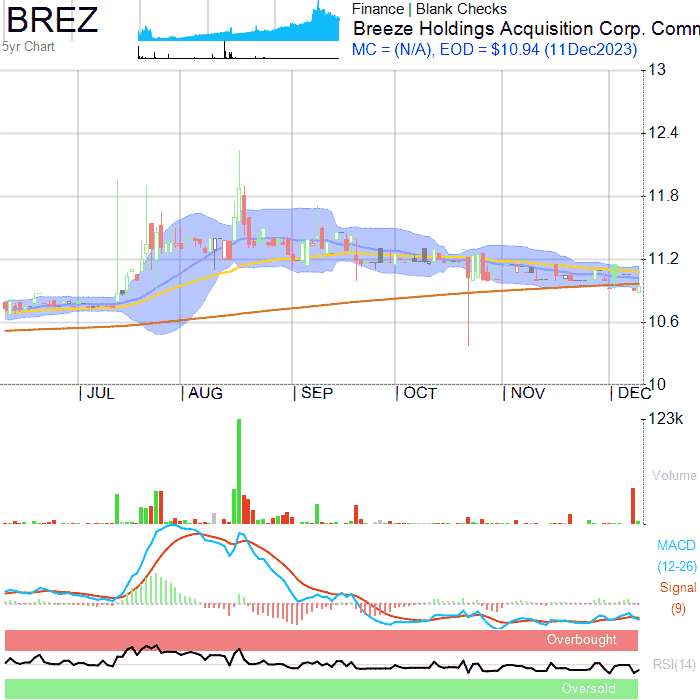 BREZ
5yr Chart
Finance | Blank Checks
Breeze Holdings Acquisition Corp. Comn
MC = (N/A), EOD = $10.94 (11Dec2023)
13
12.4
11.8
11.2
10.6
10
JUL
AUG
SEP
OCT
NOV
DEC
123k
Volume
MACD
(12-26)
Signal
(9)
Overbought
RSI(14)
Oversold